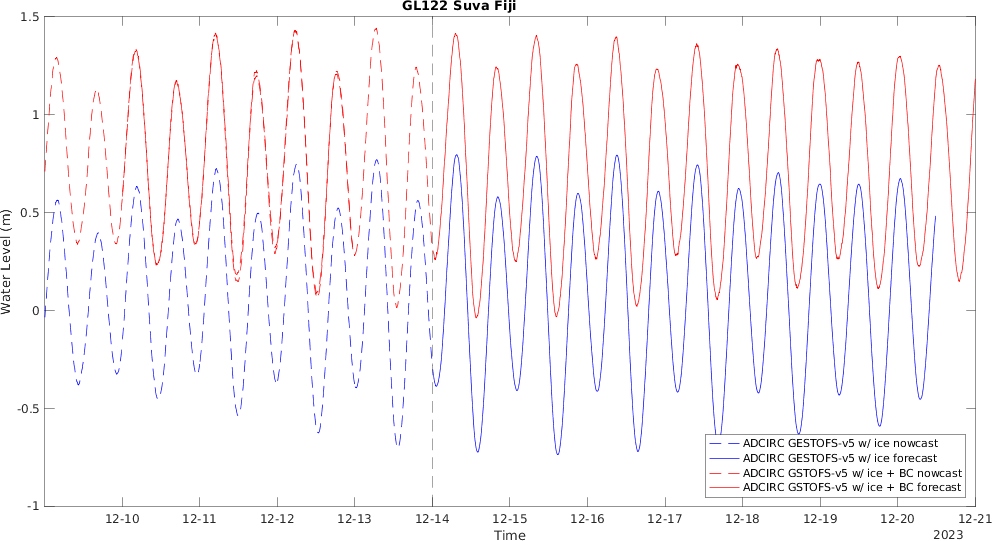 GL122 Suva Fiji
1.5
1
0.5
0
-0.5
-1
Water Level (m)
ADCIRC GESTOFS-v5 w/ ice nowcast
ADCIRC GESTOFS-v5 w/ ice forecast
ADCIRC GSTOFS-v5 w/ ice + BC nowcast
ADCIRC GSTOFS-v5 w/ ice + BC forecast
12-10 12-11 12-12 12-13 12-14 12-15 12-16 12-17 12-18 12-19 12-20 12-21
Time
2023